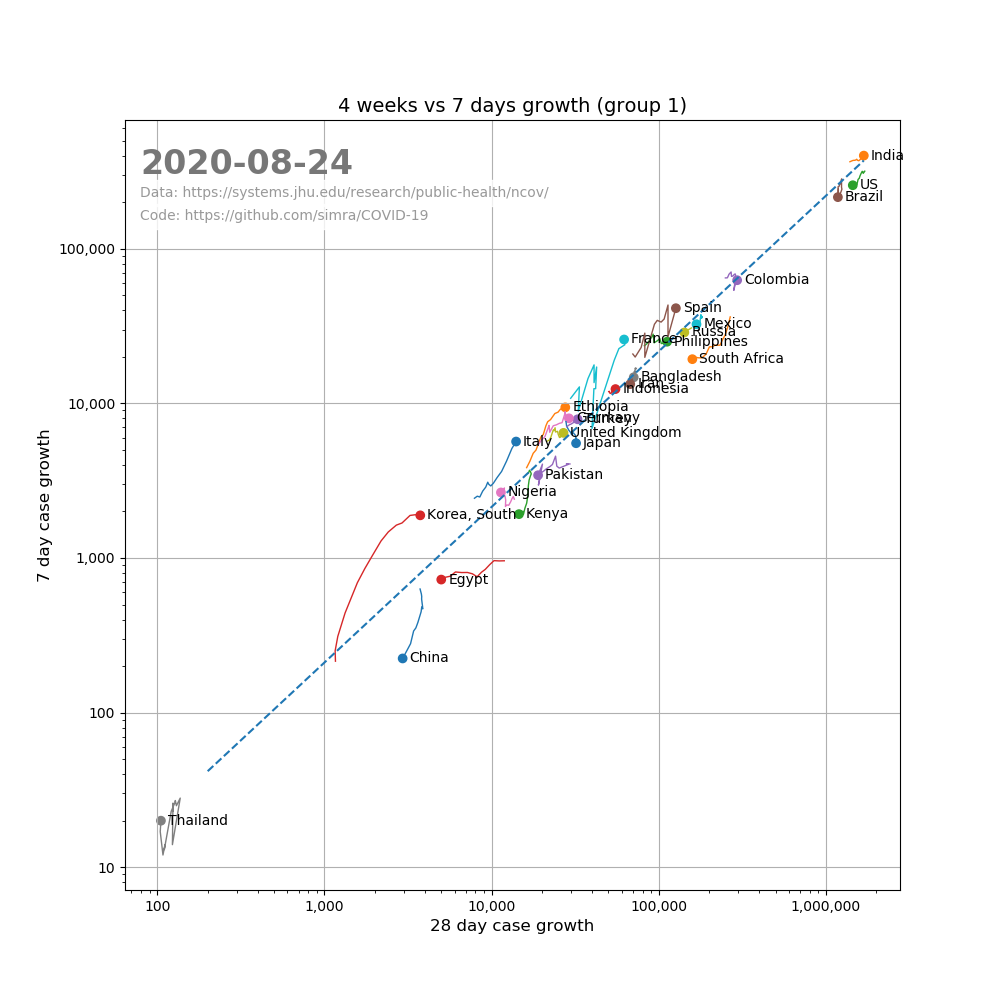 4 weeks vs 7 days growth (group 1)
2020-08-24
Data: https://systems.jhu.edu/research/public-health/ncov/
Code: https://github.com/simra/COVID-19
India
US
Brazil
Colombia
Spain
Mexico
Russia
France
Philippines
South Africa
Bangladesh
Iran
Indonesia
Ethiopia
Germany
Turkey
United Kingdom
Italy
Japan
Pakistan
Nigeria
Korea, South
Kenya
Egypt
China
Thailand
100,000
10,000
1,000
100
10
7 day case growth
100
1,000
10,000
100,000
1,000,000
28 day case growth